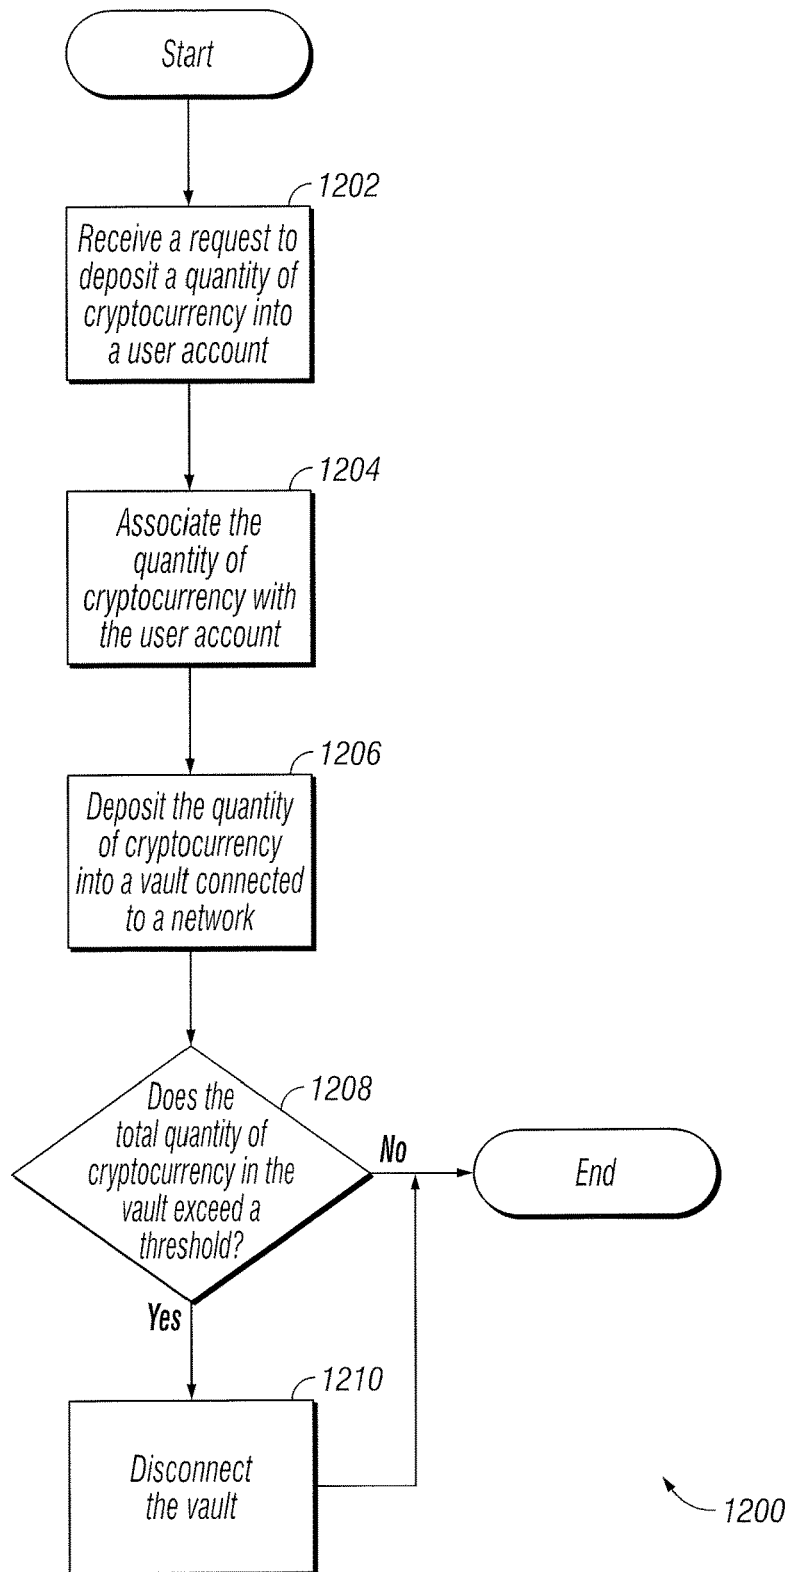 Start
1202
Receive a request to
deposit a quantity of
cryptocurrency into
a user account
1204
Associate the
quantity of
cryptocurrency with
the user account
1206
Deposit the quantity
of cryptocurrency
into a vault connected
to a network
1208
Does the
total quantity of
cryptocurrency in the
vault exceed a
threshold?
No
End
Yes
1210
Disconnect
the vault
1200